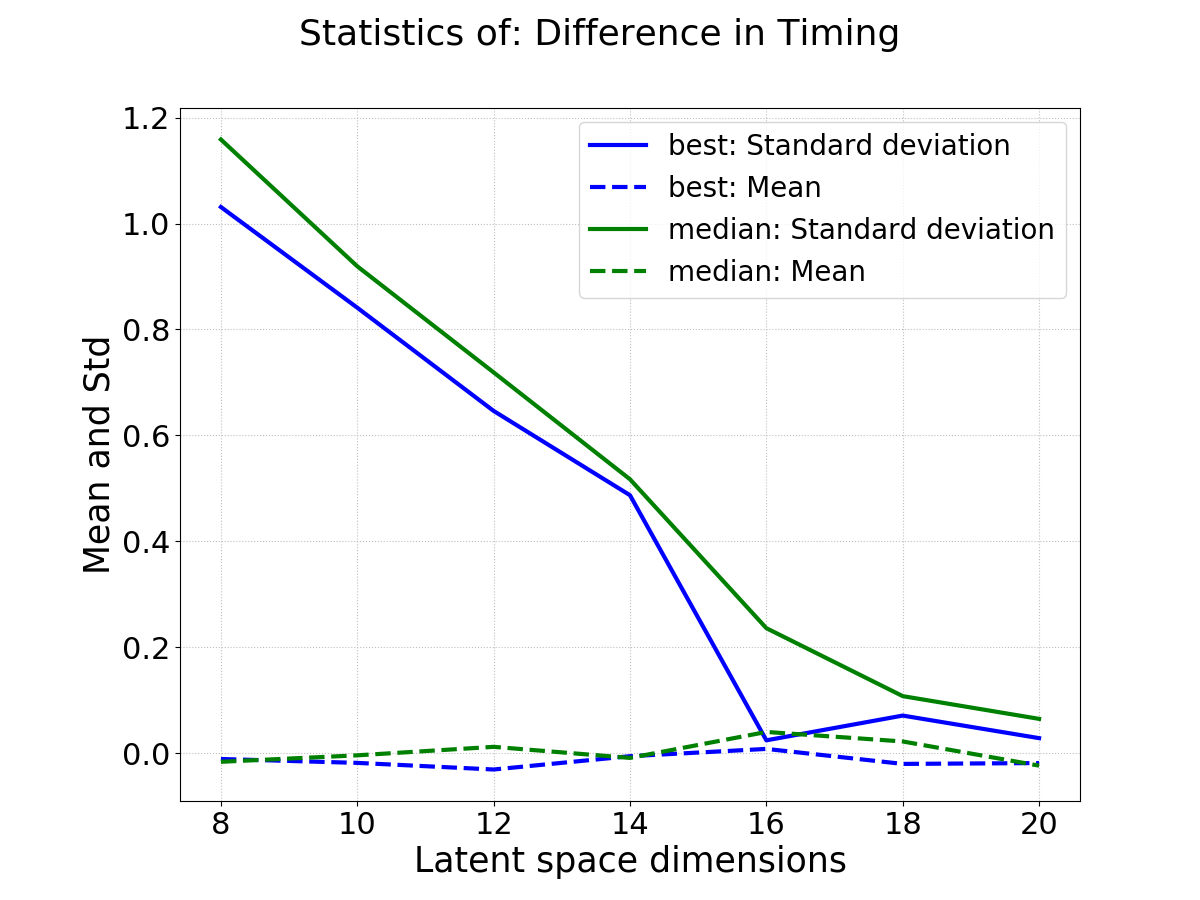 Statistics of: Difference in Timing
1.2
1.0
0.8
0.6
0.4
0.2
0.0
Mean and Std
best: Standard deviation
best: Mean
median: Standard deviation
median: Mean
8 10 12 14 16 18 20
Latent space dimensions